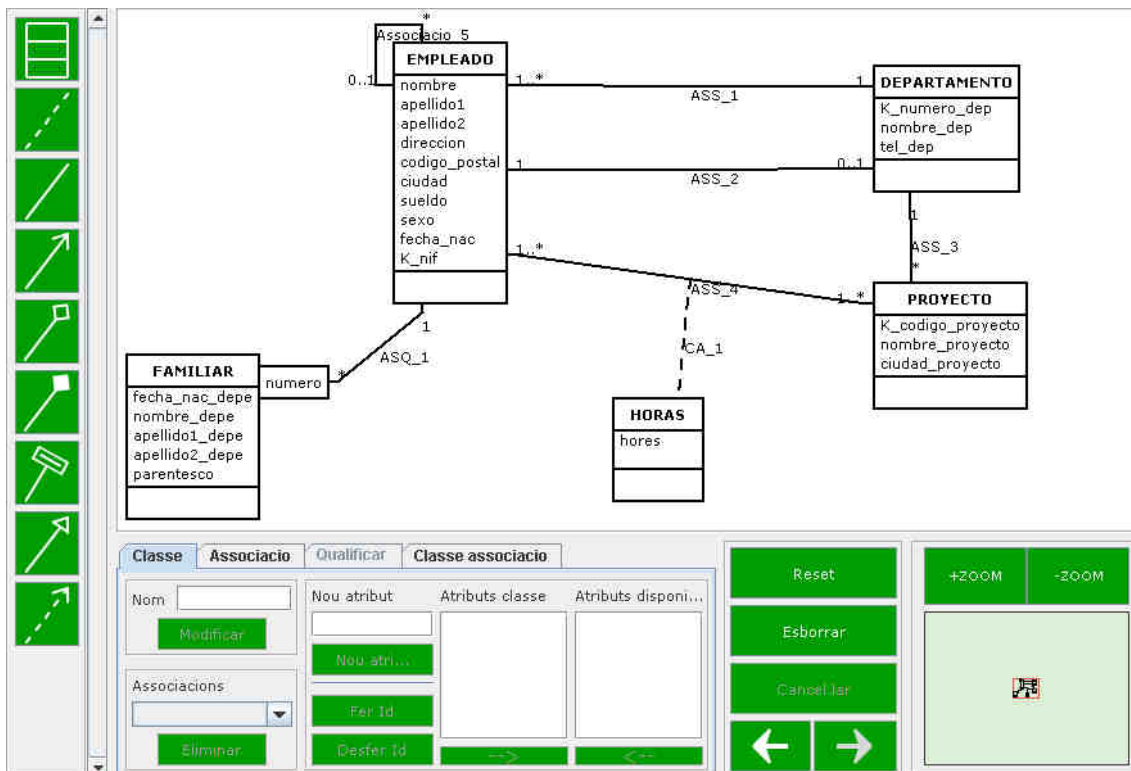 *
Associacio_5
0..1
EMPLEADO
nombre
apellido1
apellido2
direccion
codigo_postal
ciudad
sueldo
sexo
fecha_nac
K_nif
1..*
ASS_1
1
DEPARTAMENTO
K_numero_dep
nombre_dep
tel_dep
1
ASS_2
0..1
1
ASS_3
*
1..*
ASS_4
1..*
PROYECTO
K_codigo_proyecto
nombre_proyecto
ciudad_proyecto
CA_1
HORAS
hores
1
ASQ_1
*
numero
FAMILIAR
fecha_nac_depe
nombre_depe
apellido1_depe
apellido2_depe
parentesco
Classe Associacio Qualificar Classe associacio
Nom
Modificar
Associacions
Eliminar
Nou atribut
Nou atri...
Fer Id
Desfer Id
Atributs classe
-->
Atributs disponi...
<--
Reset
Esborrar
Cancel.lar
+ZOOM -ZOOM